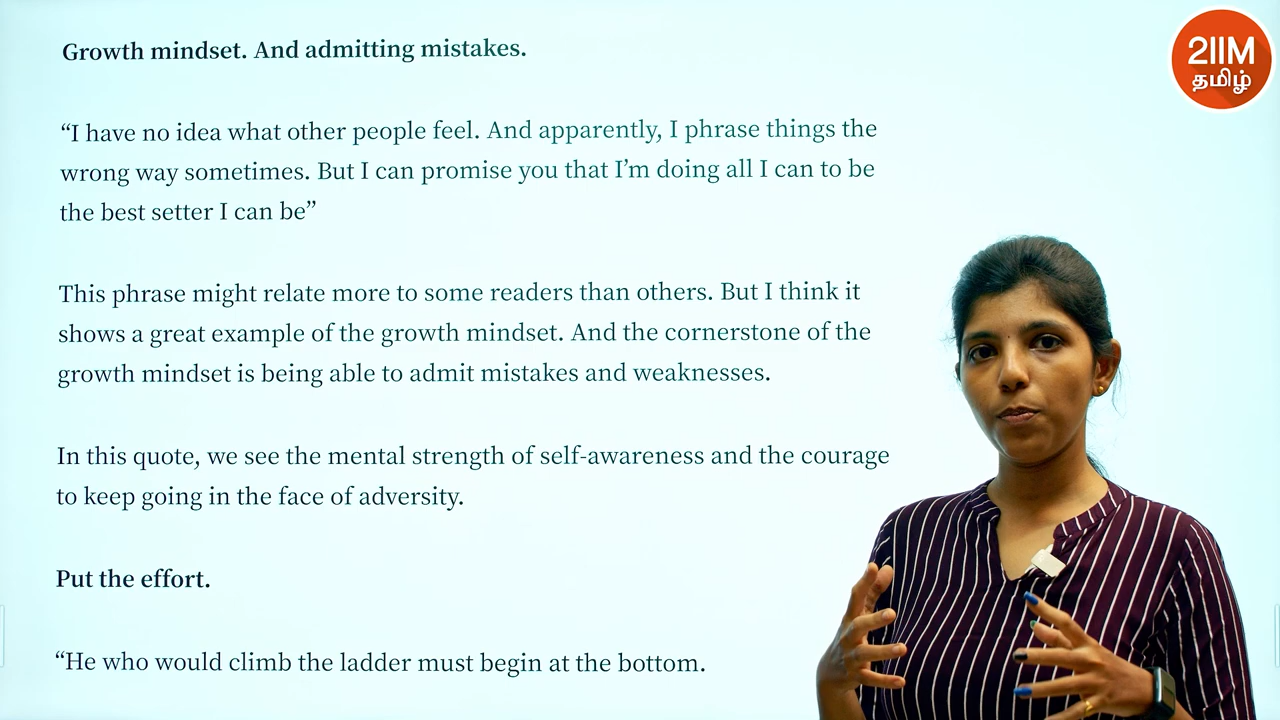 Growth mindset. And admitting mistakes.
“I have no idea what other people feel. And apparently, I phrase things the
wrong way sometimes. But I can promise you that I’m doing all I can to be
the best setter I can be”
This phrase might relate more to some readers than others. But I think it
shows a great example of the growth mindset. And the cornerstone of the
growth mindset is being able to admit mistakes and weaknesses.
In this quote, we see the mental strength of self-awareness and the courage
to keep going in the face of adversity.
Put the effort.
“He who would climb the ladder must begin at the bottom.
2IIM
தமிழ்